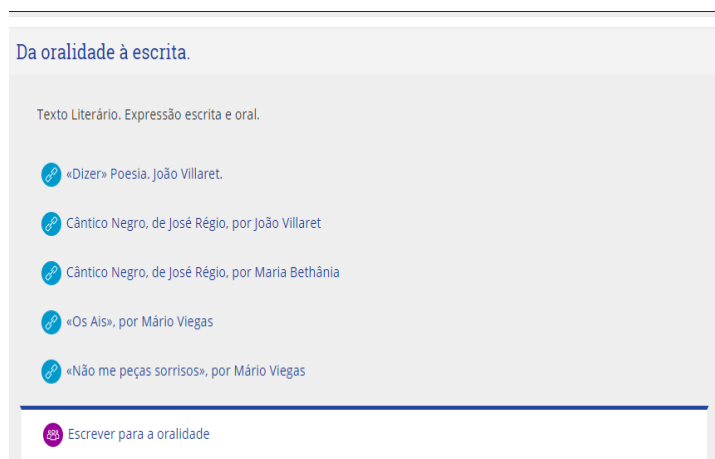 Da oralidade à escrita.
Texto Literário. Expressão escrita e oral.
«Dizer» Poesia. João Villaret.
Cântico Negro, de José Régio, por João Villaret
Cântico Negro, de José Régio, por Maria Bethânia
«Os Ais», por Mário Viegas
«Não me peças sorrisos», por Mário Viegas
Escrever para a oralidade